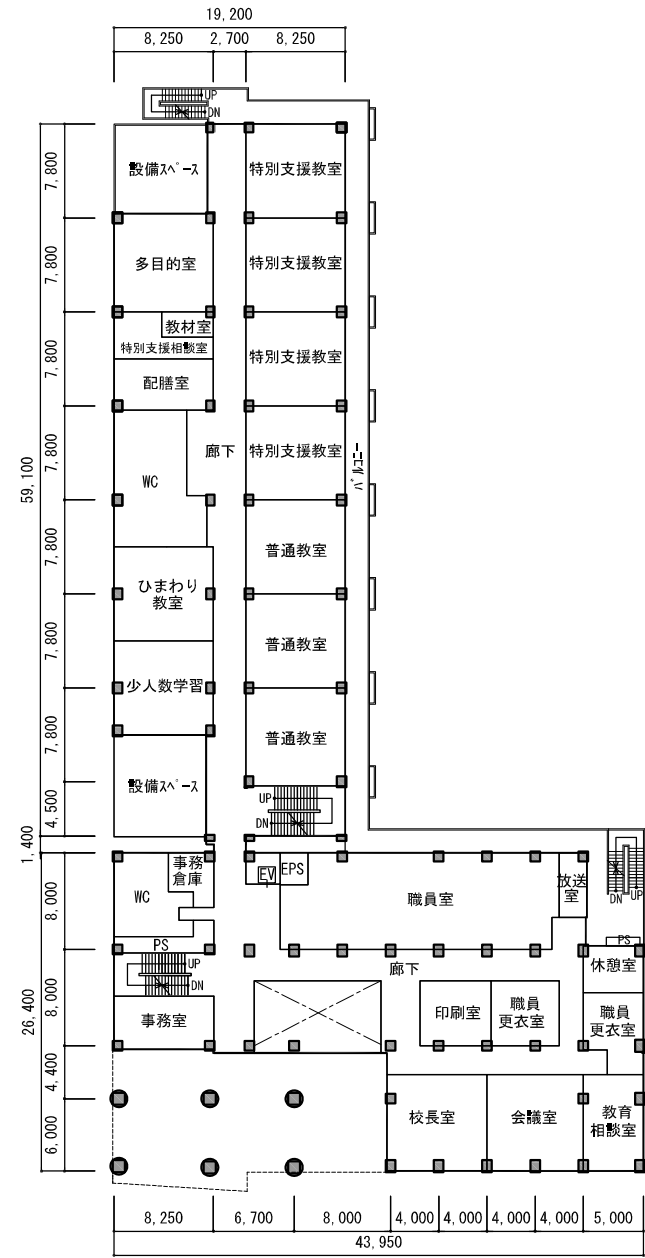 19,200
8,250 2,700 8,250
UP
DN
7,800
設備スペース
特別支援教室
7,800
多目的室
特別支援教室
7,800
教材室
特別支援相談室
特別支援教室
配膳室
7,800
廊下
特別支援教室
バルコニー
WC
59,100
7,800
普通教室
ひまわり
教室
7,800
普通教室
少人数学習
7,800
普通教室
設備スペース
4,500
UP
DN
1,400
8,000
事務
倉庫
WC
EV
EPS
職員室
放送
室
DN
UP
PS
PS
廊下
休憩室
26,400
8,000
UP
DN
事務室
印刷室
職員
更衣室
職員
更衣室
4,400
校長室
会議室
教育
相談室
6,000
8,250 6,700 8,000 4,000 4,000 4,000 4,000 5,000
43,950